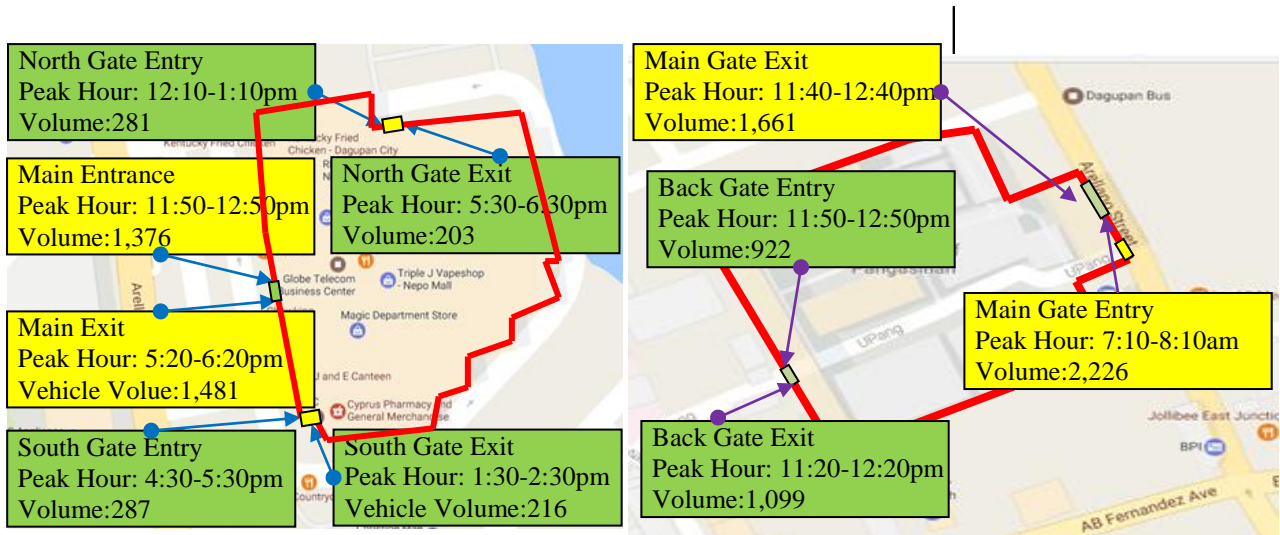 North Gate Entry
Peak Hour: 12:10-1:10pm
Volume:281
Kentucky Fried Chicken
cky Fried
Chicken - Dagupan City
North Gate Exit
Peak Hour: 5:30-6:30pm
Volume:203
Main Entrance
Peak Hour: 11:50-12:50pm
Volume:1,376
Globe Telecom
Business Center
Triple J Vapeshop
- Nepo Mall
Magic Department Store
Main Exit
Peak Hour: 5:20-6:20pm
Vehicle Volue:1,481
J and E Canteen
Cyprus Pharmacy and
General Merchandise
South Gate Entry
Peak Hour: 4:30-5:30pm
Volume:287
South Gate Exit
Peak Hour: 1:30-2:30pm
Vehicle Volume:216
Main Gate Exit
Peak Hour: 11:40-12:40pm
Volume:1,661
Dagupan Bus
Arellano Street
Back Gate Entry
Peak Hour: 11:50-12:50pm
Volume:922
Pangasinan
UPang
UPang
Main Gate Entry
Peak Hour: 7:10-8:10am
Volume:2,226
Jollibee East Junctio
BPI
Back Gate Exit
Peak Hour: 11:20-12:20pm
Volume:1,099
AB Fernandez Ave